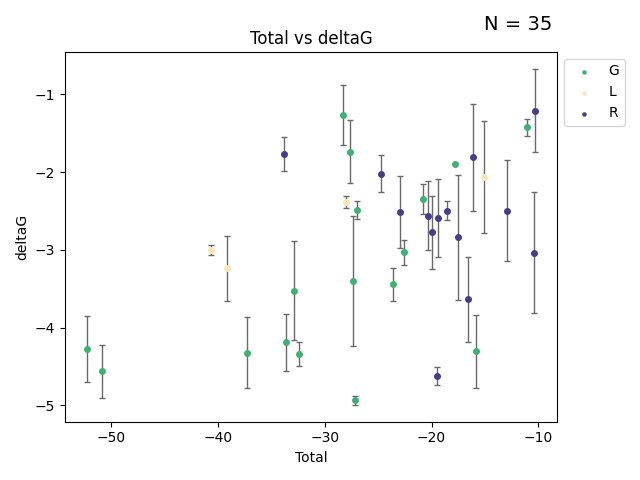 N = 35
Total vs deltaG
G
L
R
−1
−2
−3
−4
−5
deltaG
−50
−40
−30
−20
−10
Total